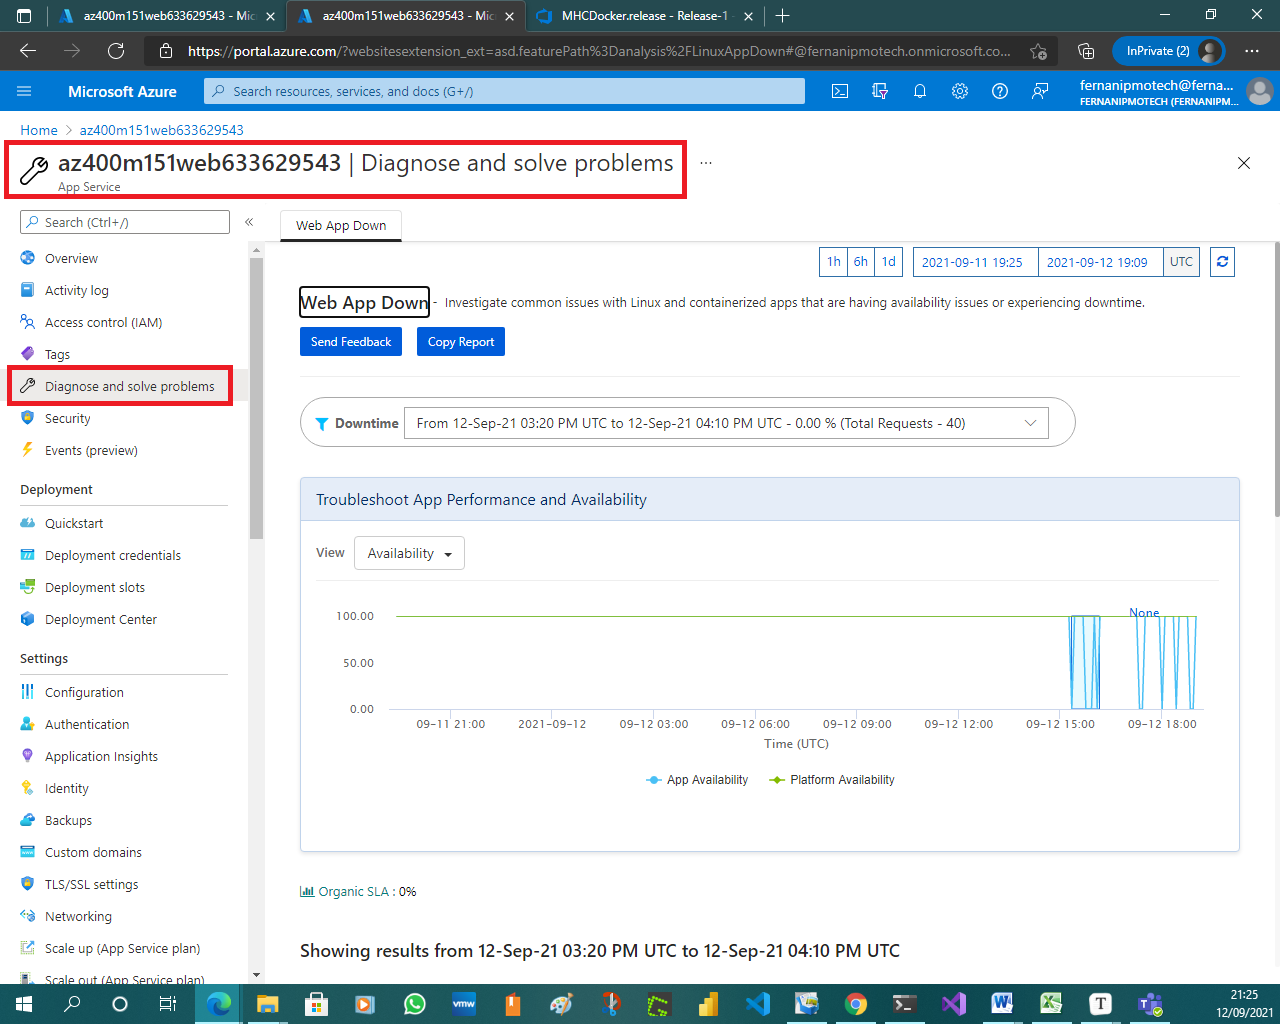 az400m151web633629543 - Mic
az400m151web633629543 - Mic
MHCDocker.release - Release-1 -
https://portal.azure.com/?websitesextension_ext=asd.featurePath%3Danalysis%2FLinuxAppDown#@fernanipmotech.onmicrosoft.co...
InPrivate (2)
Microsoft Azure
Search resources, services, and docs (G+/)
fernanipmotech@ferna...
FERNANIPMOTECH (FERNANIPM...
Home > az400m151web633629543
az400m151web633629543 | Diagnose and solve problems ...
App Service
Search (Ctrl+/)
«
Overview
Activity log
Access control (IAM)
Tags
Diagnose and solve problems
Security
Events (preview)
Deployment
Quickstart
Deployment credentials
Deployment slots
Deployment Center
Settings
Configuration
Authentication
Application Insights
Identity
Backups
Custom domains
TLS/SSL settings
Networking
Scale up (App Service plan)
Scale out (App Service plan)
Web App Down
1h 6h 1d 2021-09-11 19:25 2021-09-12 19:09 UTC
Web App Down - Investigate common issues with Linux and containerized apps that are having availability issues or experiencing downtime.
Send Feedback Copy Report
Downtime From 12-Sep-21 03:20 PM UTC to 12-Sep-21 04:10 PM UTC - 0.00 % (Total Requests - 40)
Troubleshoot App Performance and Availability
View Availability
None
100.00
50.00
0.00
09-11 21:00 2021-09-12 09-12 03:00 09-12 06:00 09-12 09:00 09-12 12:00 09-12 15:00 09-12 18:00
Time (UTC)
App Availability Platform Availability
Organic SLA : 0%
Showing results from 12-Sep-21 03:20 PM UTC to 12-Sep-21 04:10 PM UTC
vmw
T
21:25
12/09/2021